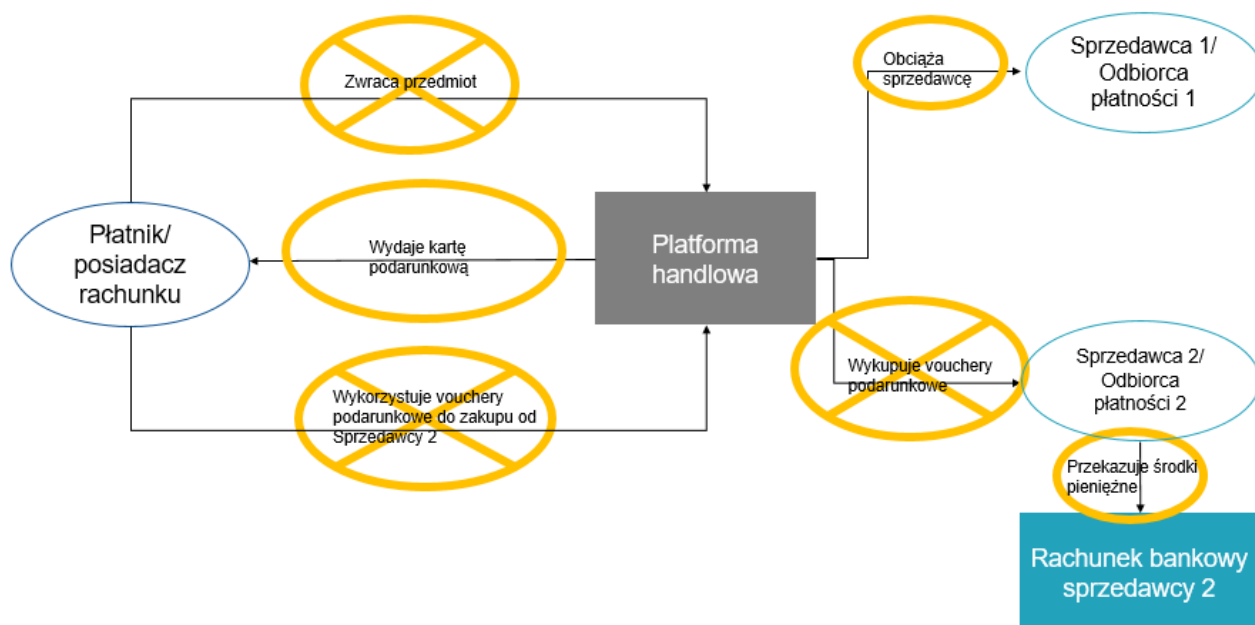 Zwraca przedmiot
Obciąża
sprzedawcę
Sprzedawca 1/
Odbiorca
płatności 1
Płatnik/
posiadacz
rachunku
Wydaje kartę
podarunkową
Platforma
handlowa
Wykorzystuje vouchery
podarunkowe do zakupu od
Sprzedawcy 2
Wykupuje vouchery
podarunkowe
Sprzedawca 2/
Odbiorca
płatności 2
Przekazuje środki
pieniężne
Rachunek bankowy
sprzedawcy 2